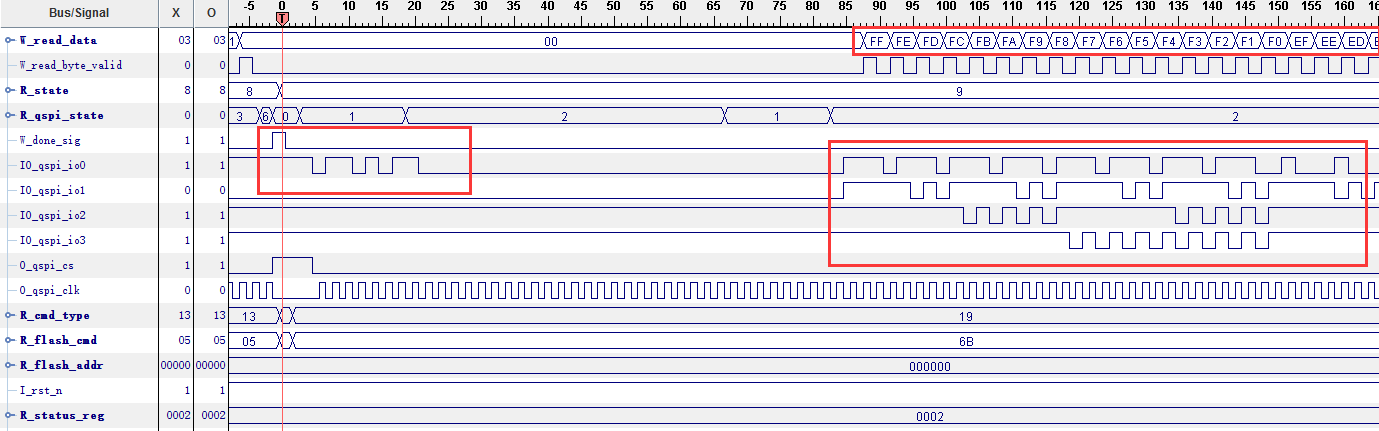 Bus/Signal X O -5 0 5 10 15 20 25 30 35 40 45 50 55 60 65 70 75 80 85 90 95 100 105 110 115 120 125 130 135 140 145 150 155 160
T
W_read_data 03 03 1 00 FF FE FD FC FB FA F9 F8 F7 F6 F5 F4 F3 F2 F1 F0 EF EE ED
W_read_byte_valid 0 0
R_state 8 8 8 9
R_qspi_state 0 0 3 6 0 1 2 1 2
W_done_sig 1 1
IO_qspi_io0 1 1
IO_qspi_io1 0 0
IO_qspi_io2 1 1
IO_qspi_io3 1 1
O_qspi_cs 1 1
O_qspi_clk 0 0
R_cmd_type 13 13 13 19
R_flash_cmd 05 05 05 6B
R_flash_addr 00000 00000 000000
I_rst_n 1 1
R_status_reg 0002 0002 0002